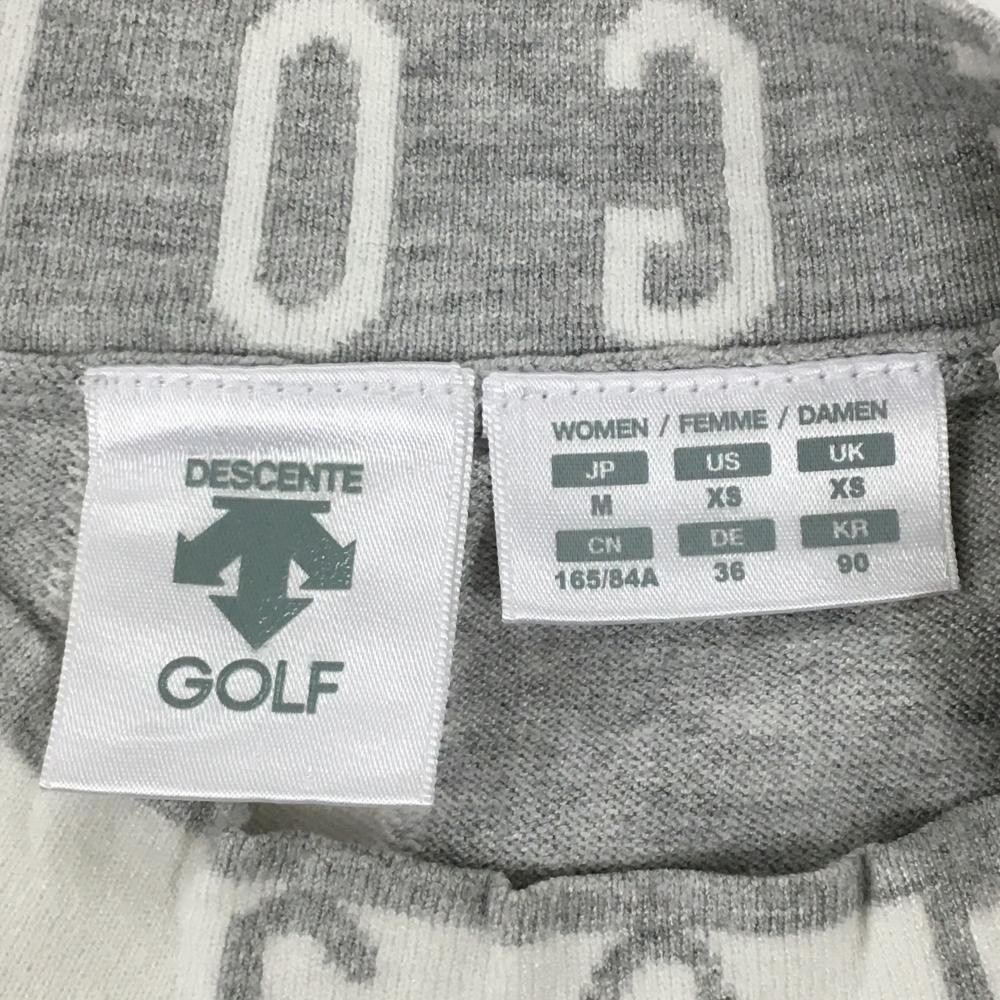 DESCENTE
GOLF
WOMEN / FEMME / DAMEN
JP US UK
M XS XS
CN DE KR
165/84A 36 90